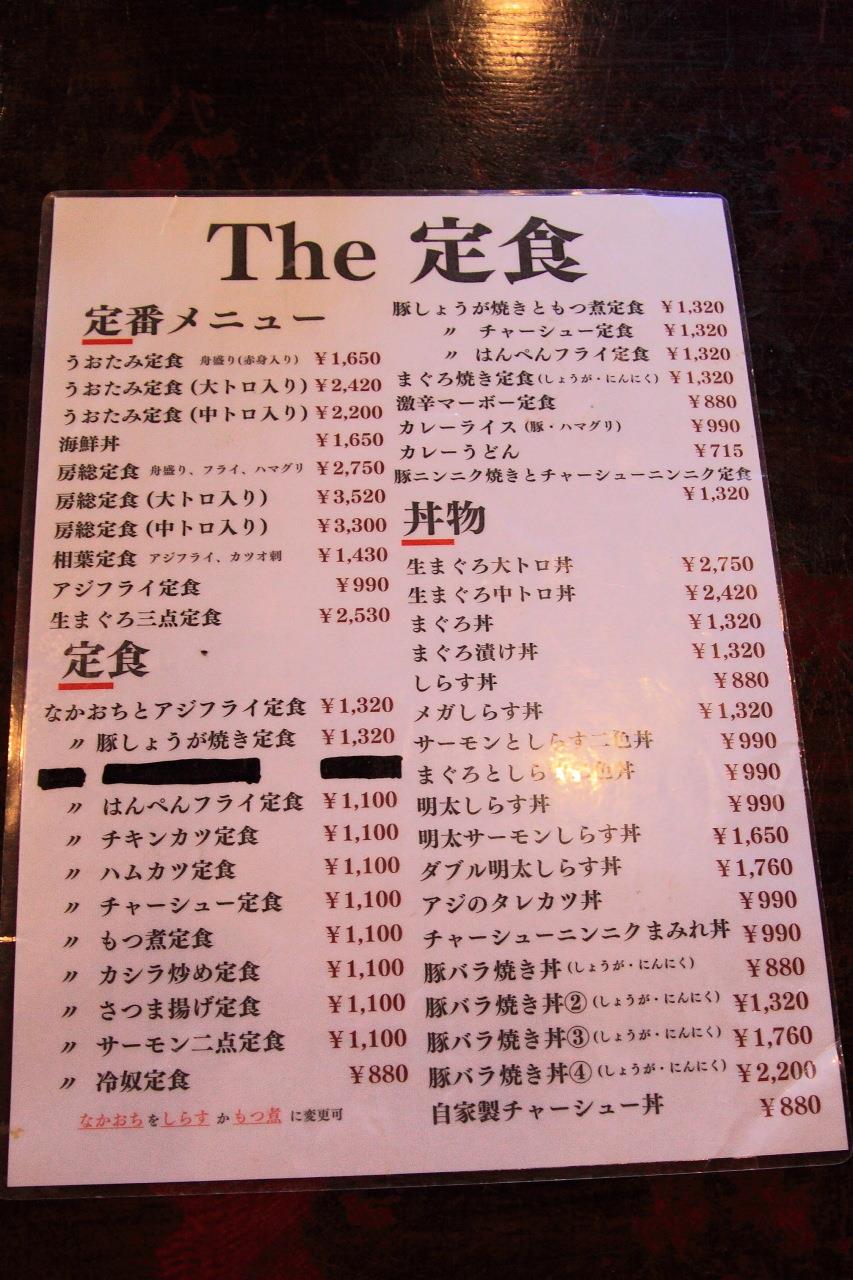 The 定食
定番メニュー
うおたみ定食 舟盛り(赤身入り) ¥1,650
うおたみ定食 (大トロ入り) ¥2,420
うおたみ定食 (中トロ入り) ¥2,200
海鮮丼 ¥1,650
房総定食 舟盛り、フライ、ハマグリ ¥2,750
房総定食 (大トロ入り) ¥3,520
房総定食 (中トロ入り) ¥3,300
相葉定食 アジフライ、カツオ刺 ¥1,430
アジフライ定食 ¥990
生まぐろ三点定食 ¥2,530
定食
なかおちとアジフライ定食 ¥1,320
〃 豚しょうが焼き定食 ¥1,320
〃 はんぺんフライ定食 ¥1,100
〃 チキンカツ定食 ¥1,100
〃 ハムカツ定食 ¥1,100
〃 チャーシュー定食 ¥1,100
〃 もつ煮定食 ¥1,100
〃 カシラ炒め定食 ¥1,100
〃 さつま揚げ定食 ¥1,100
〃 サーモン二点定食 ¥1,100
〃 冷奴定食 ¥880
なかおちをしらすかもつ煮に変更可
豚しょうが焼きともつ煮定食 ¥1,320
〃 チャーシュー定食 ¥1,320
〃 はんぺんフライ定食 ¥1,320
まぐろ焼き定食(しょうが・にんにく) ¥1,320
激辛マーボー定食 ¥880
カレーライス (豚・ハマグリ) ¥990
カレーうどん ¥715
豚ニンニク焼きとチャーシューニンニク定食
¥1,320
丼物
生まぐろ大トロ丼 ¥2,750
生まぐろ中トロ丼 ¥2,420
まぐろ丼 ¥1,320
まぐろ漬け丼 ¥1,320
しらす丼 ¥880
メガしらす丼 ¥1,320
サーモンとしらす二色丼 ¥990
まぐろとしらす二色丼 ¥990
明太しらす丼 ¥990
明太サーモンしらす丼 ¥1,650
ダブル明太しらす丼 ¥1,760
アジのタレカツ丼 ¥990
チャーシューニンニクまみれ丼 ¥990
豚バラ焼き丼(しょうが・にんにく) ¥880
豚バラ焼き丼②(しょうが・にんにく) ¥1,320
豚バラ焼き丼③(しょうが・にんにく) ¥1,760
豚バラ焼き丼④(しょうが・にんにく) ¥2,200
自家製チャーシュー丼 ¥880